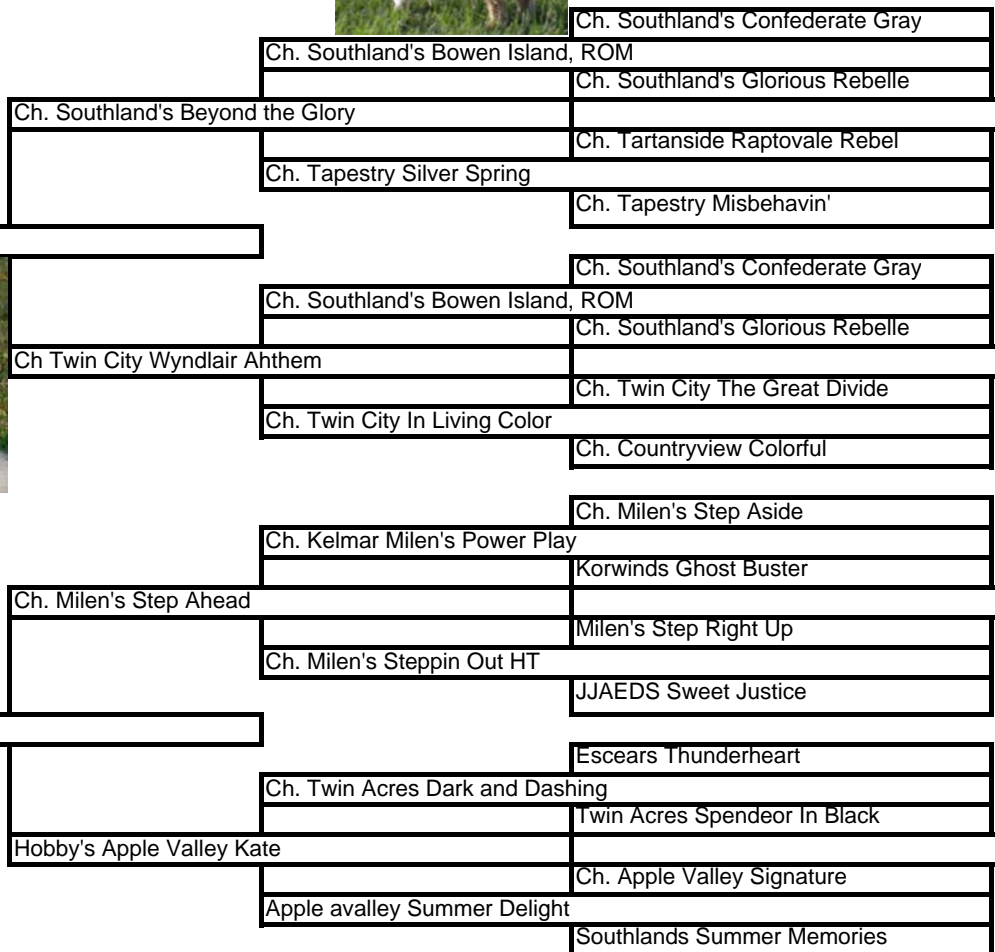 Ch. Southland's Confederate Gray
Ch. Southland's Bowen Island, ROM
Ch. Southland's Glorious Rebelle
Ch. Southland's Beyond the Glory
Ch. Tartanside Raptovale Rebel
Ch. Tapestry Silver Spring
Ch. Tapestry Misbehavin'
Ch. Southland's Confederate Gray
Ch. Southland's Bowen Island, ROM
Ch. Southland's Glorious Rebelle
Ch Twin City Wyndlair Ahthem
Ch. Twin City The Great Divide
Ch. Twin City In Living Color
Ch. Countryview Colorful
Ch. Milen's Step Aside
Ch. Kelmar Milen's Power Play
Korwinds Ghost Buster
Ch. Milen's Step Ahead
Milen's Step Right Up
Ch. Milen's Steppin Out HT
JJAEDS Sweet Justice
Escears Thunderheart
Ch. Twin Acres Dark and Dashing
Twin Acres Spendeor In Black
Hobby's Apple Valley Kate
Ch. Apple Valley Signature
Apple avalley Summer Delight
Southlands Summer Memories